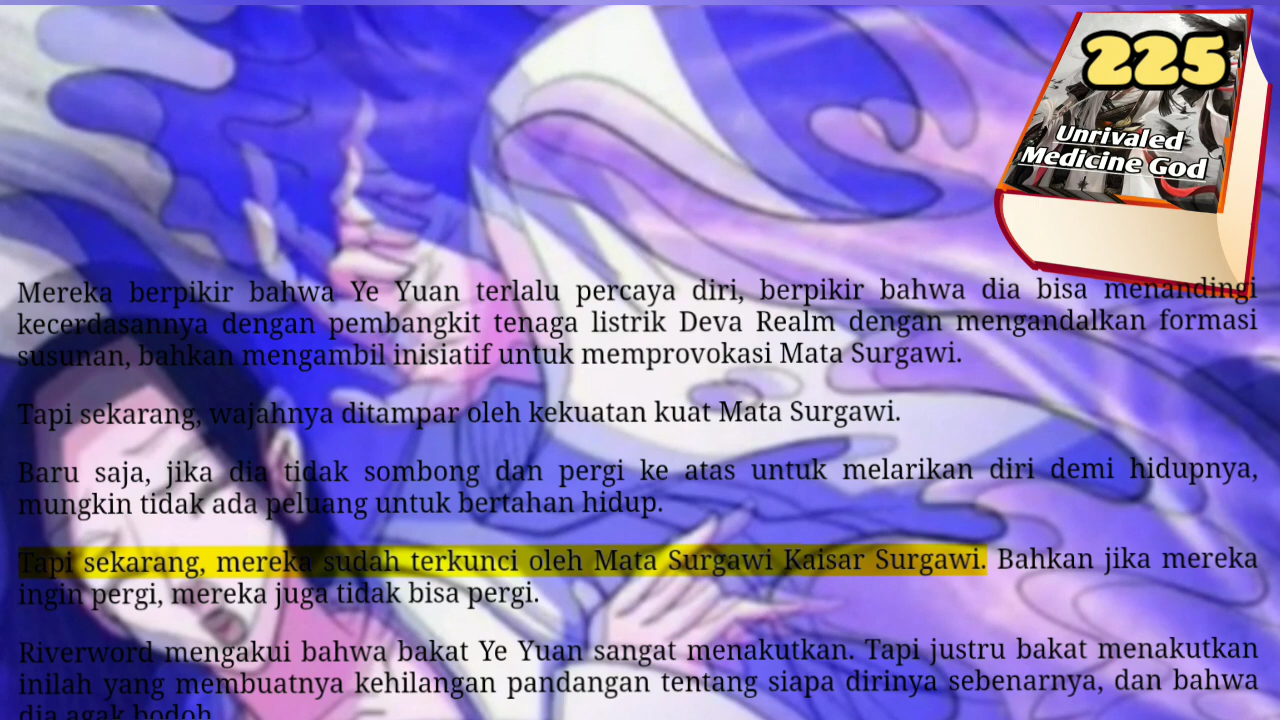 225
Unrivaled
Medicine God
Mereka berpikir bahwa Ye Yuan terlalu percaya diri, berpikir bahwa dia bisa menandingi
kecerdasannya dengan pembangkit tenaga listrik Deva Realm dengan mengandalkan formasi
susunan, bahkan mengambil inisiatif untuk memprovokasi Mata Surgawi.
Tapi sekarang, wajahnya ditampar oleh kekuatan kuat Mata Surgawi.
Baru saja, jika dia tidak sombong dan pergi ke atas untuk melarikan diri demi hidupnya,
mungkin tidak ada peluang untuk bertahan hidup.
Tapi sekarang, mereka sudah terkunci oleh Mata Surgawi Kaisar Surgawi. Bahkan jika mereka
ingin pergi, mereka juga tidak bisa pergi.
Riverword mengakui bahwa bakat Ye Yuan sangat menakutkan. Tapi justru bakat menakutkan
inilah yang membuatnya kehilangan pandangan tentang siapa dirinya sebenarnya, dan bahwa
dia agak bodoh.